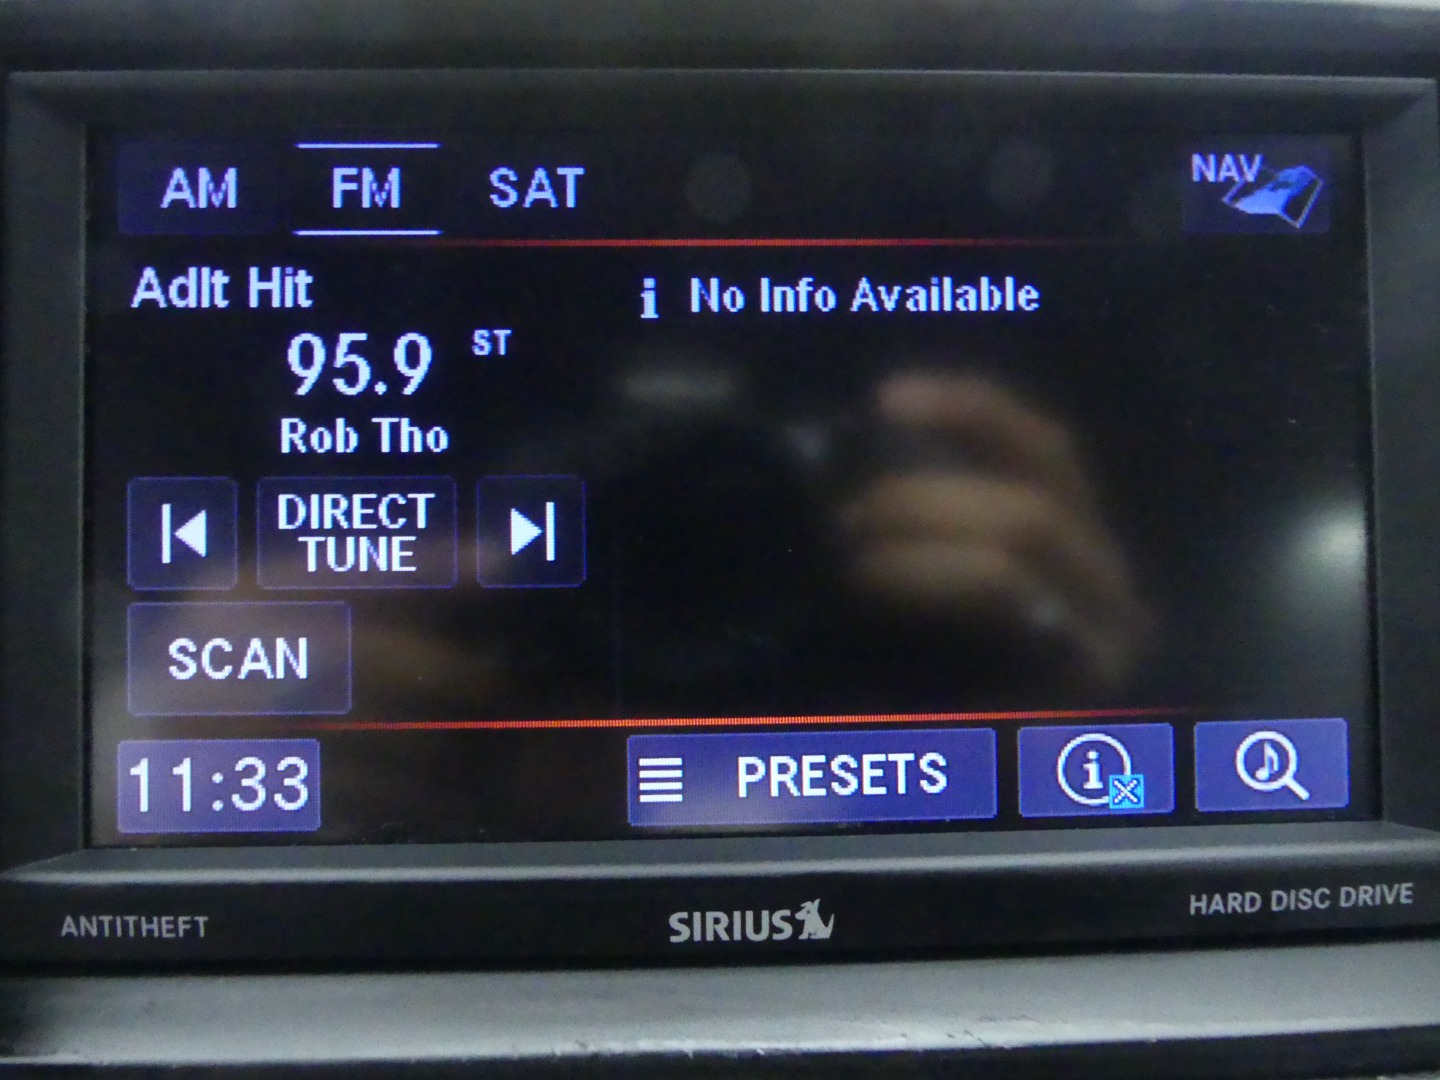 AM FM SAT NAV
Adlt Hit
i No Info Available
95.9 ST
Rob Tho
DIRECT
TUNE
SCAN
11:33 PRESETS i
ANTITHEFT SIRIUS HARD DISC DRIVE